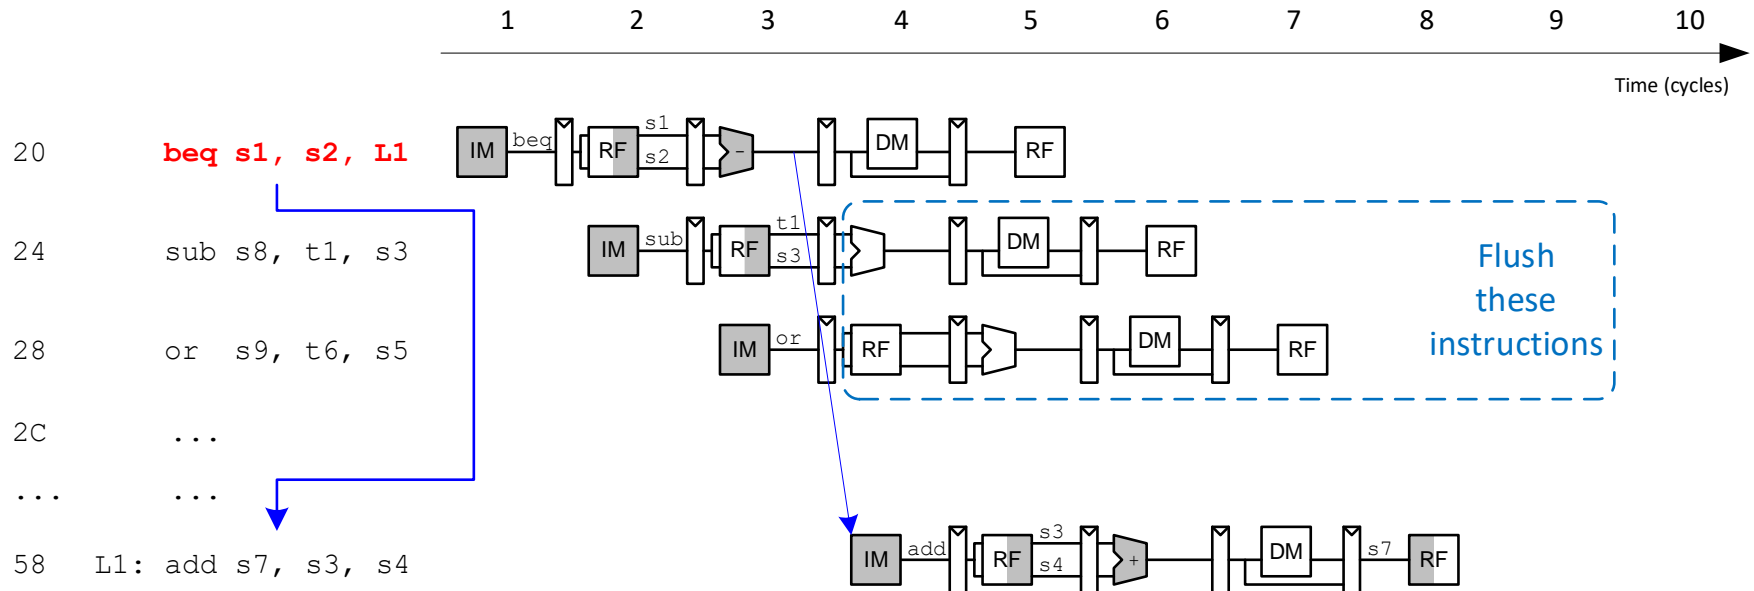 1 2 3 4 5 6 7 8 9 10
Time (cycles)
20 beq s1, s2, L1 IM beq RF s1 s2 - DM RF
24 sub s8, t1, s3 IM sub RF t1 s3 DM RF
28 or s9, t6, s5 IM or RF DM RF
Flush
these
instructions
2C ...
... ...
58 L1: add s7, s3, s4 IM add RF s3 s4 + DM s7 RF